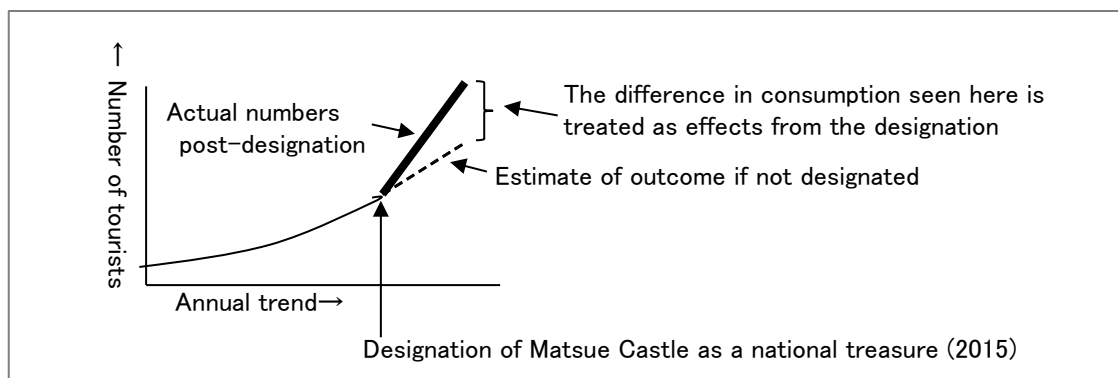 ↑ Number of tourists
Actual numbers
post-designation
The difference in consumption seen here is
treated as effects from the designation
Estimate of outcome if not designated
Annual trend→
Designation of Matsue Castle as a national treasure (2015)